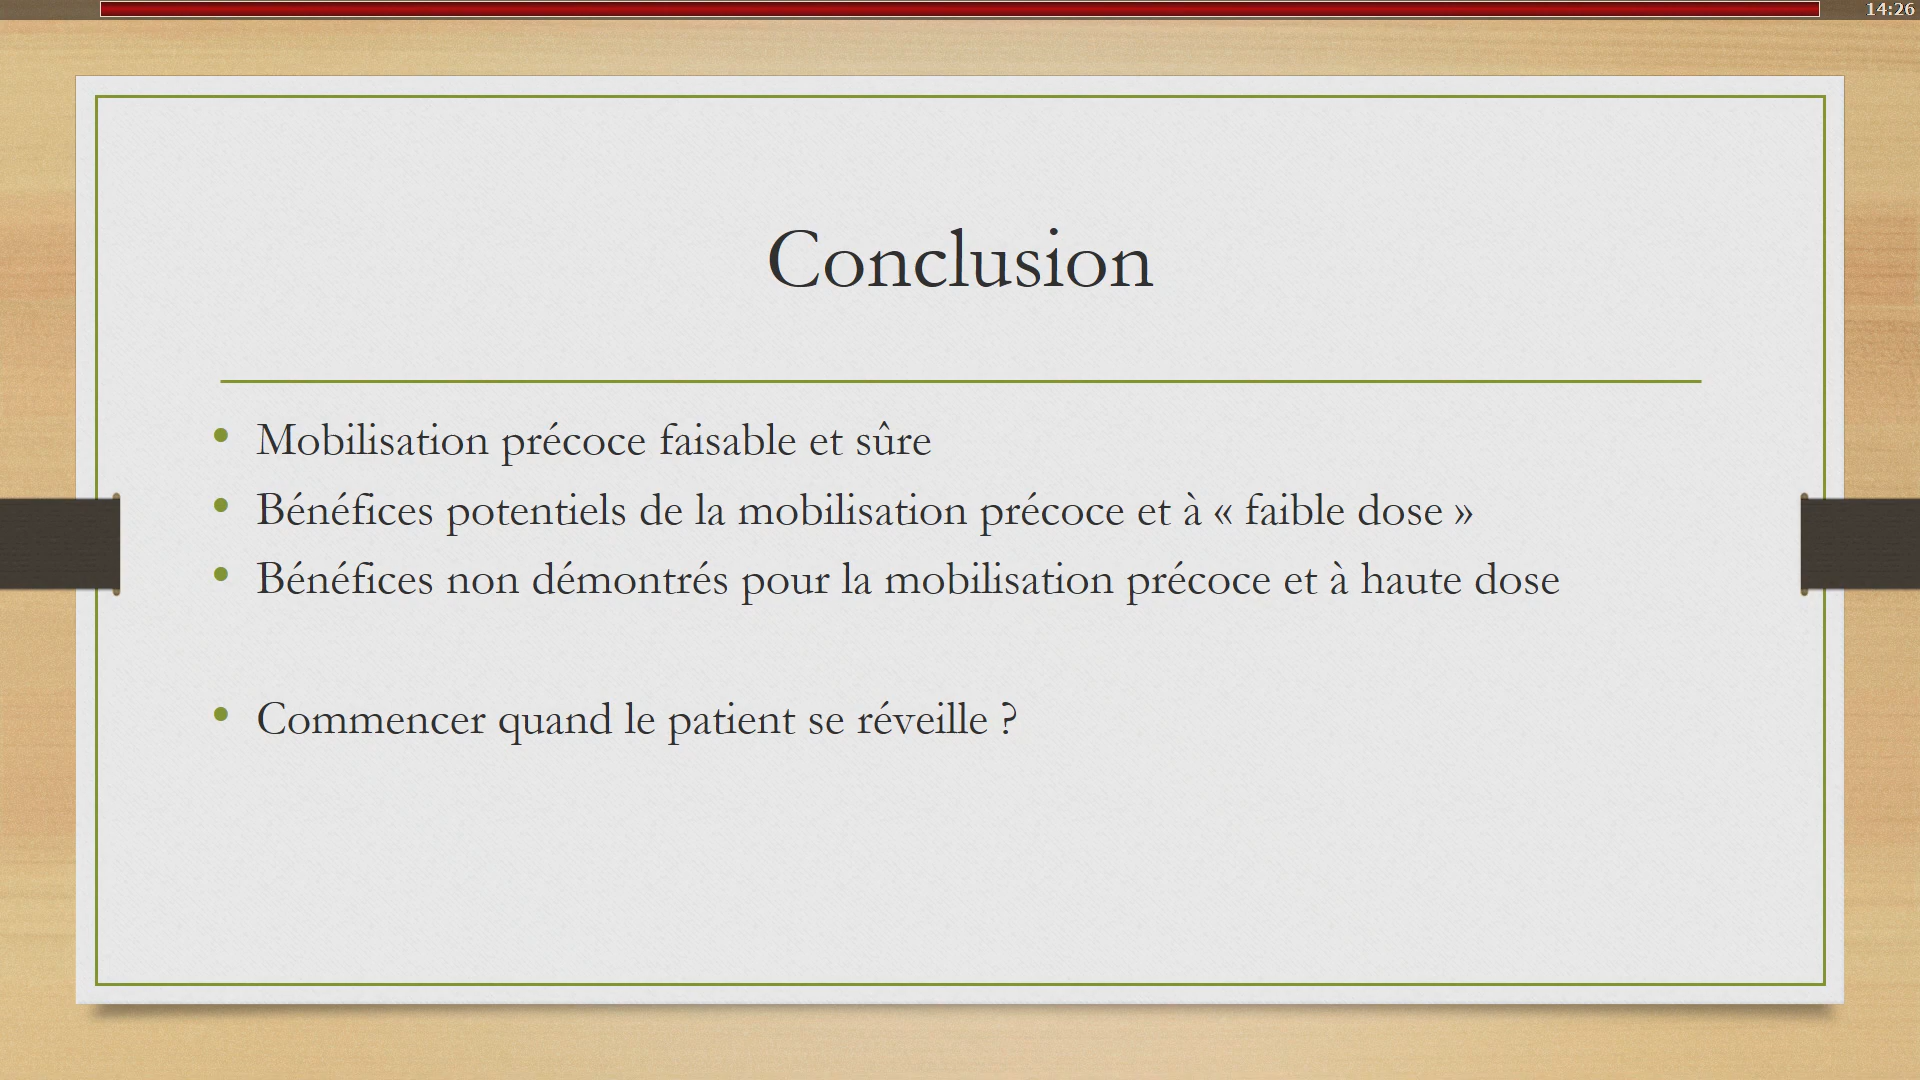 14:26
Conclusion
• Mobilisation précoce faisable et sûre
• Bénéfices potentiels de la mobilisation précoce et à « faible dose »
• Bénéfices non démontrés pour la mobilisation précoce et à haute dose
• Commencer quand le patient se réveille ?